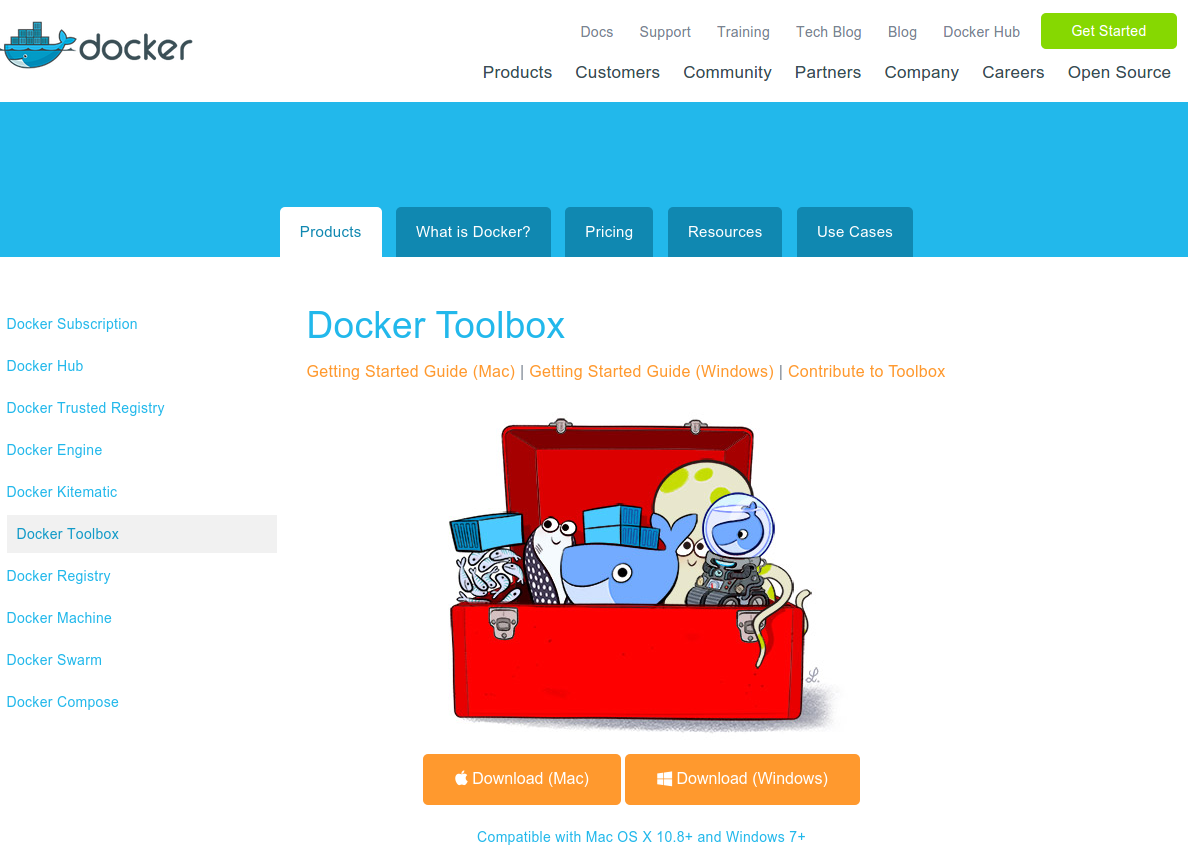 docker
Docs Support Training Tech Blog Blog Docker Hub Get Started
Products Customers Community Partners Company Careers Open Source
Products What is Docker? Pricing Resources Use Cases
Docker Subscription
Docker Hub
Docker Trusted Registry
Docker Engine
Docker Kitematic
Docker Toolbox
Docker Registry
Docker Machine
Docker Swarm
Docker Compose
Docker Toolbox
Getting Started Guide (Mac) | Getting Started Guide (Windows) | Contribute to Toolbox
L.
Download (Mac) Download (Windows)
Compatible with Mac OS X 10.8+ and Windows 7+